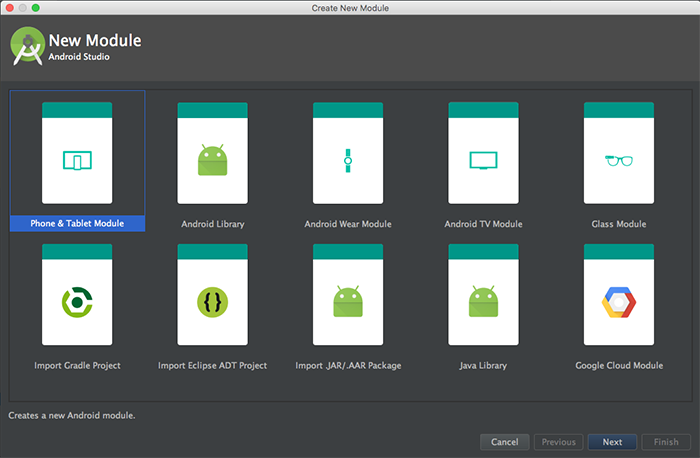 Create New Module
New Module
Android Studio
Phone & Tablet Module
Android Library
Android Wear Module
Android TV Module
Glass Module
Import Gradle Project
Import Eclipse ADT Project
Import .JAR/.AAR Package
Java Library
Google Cloud Module
Creates a new Android module.
Cancel
Previous
Next
Finish